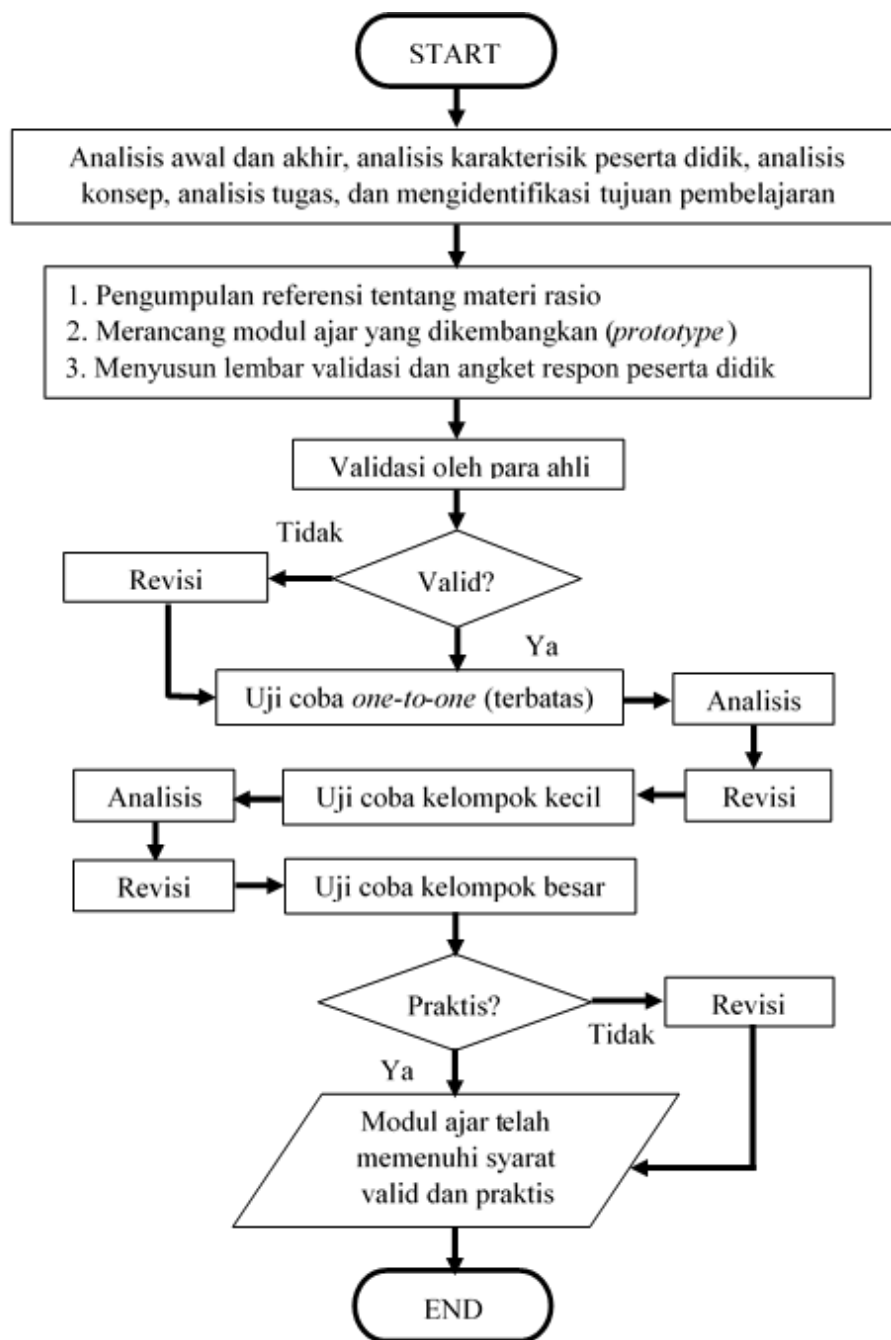 START
Analisis awal dan akhir, analisis karakterisik peserta didik, analisis
konsep, analisis tugas, dan mengidentifikasi tujuan pembelajaran
1. Pengumpulan referensi tentang materi rasio
2. Merancang modul ajar yang dikembangkan (prototype)
3. Menyusun lembar validasi dan angket respon peserta didik
Validasi oleh para ahli
Tidak
Revisi
Valid?
Ya
Uji coba one-to-one (terbatas)
Analisis
Revisi
Uji coba kelompok kecil
Analisis
Revisi
Uji coba kelompok besar
Praktis?
Tidak
Revisi
Ya
Modul ajar telah
memenuhi syarat
valid dan praktis
END